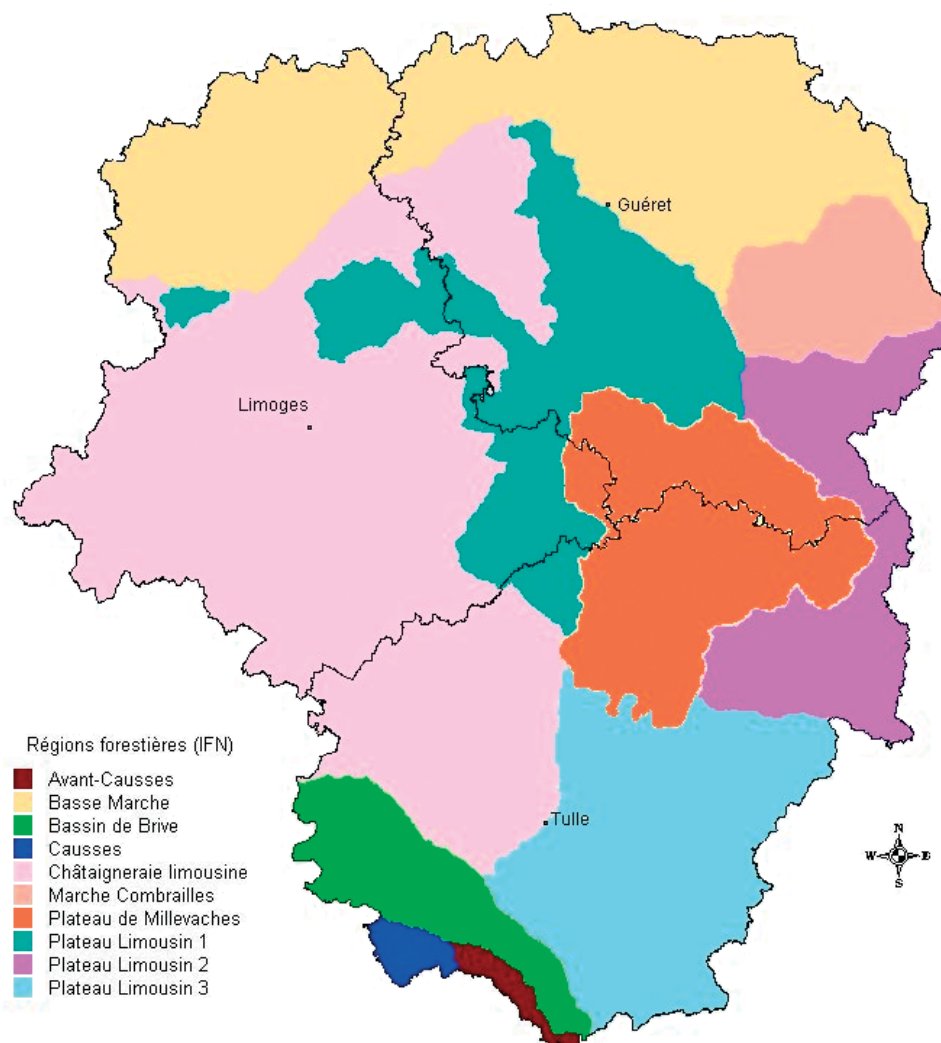 Guéret
Limoges
Régions forestières (IFN)
Avant-Causses
Basse Marche
Bassin de Brive
Causses
Châtaigneraie limousine
Marche Combrailles
Plateau de Millevaches
Plateau Limousin 1
Plateau Limousin 2
Plateau Limousin 3
Tulle
N
W E
S